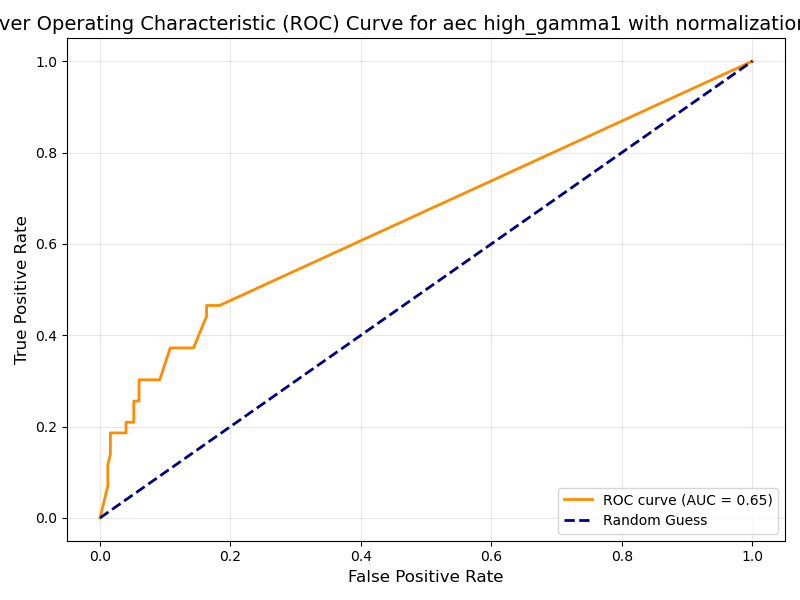 ver Operating Characteristic (ROC) Curve for aec high_gamma1 with normalization
1.0
0.8
0.6
0.4
0.2
0.0
True Positive Rate
ROC curve (AUC = 0.65)
Random Guess
0.0 0.2 0.4 0.6 0.8 1.0
False Positive Rate